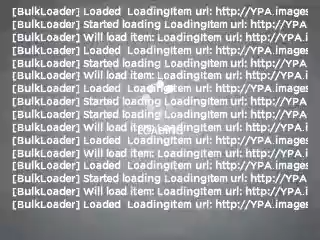 [BulkLoader] Loaded  LoadingItem url: http://YPA.images
[BulkLoader] Started loading LoadingItem url: http://YPA
[BulkLoader] Will load item: LoadingItem url: http://YPA.i
[BulkLoader] Loaded  LoadingItem url: http://YPA.images
[BulkLoader] Started loading LoadingItem url: http://YPA
[BulkLoader] Will load item: LoadingItem url: http://YPA.i
[BulkLoader] Loaded  LoadingItem url: http://YPA.images
[BulkLoader] Started loading LoadingItem url: http://YPA
[BulkLoader] Started loading LoadingItem url: http://YPA
[BulkLoader] Will load item: LoadingItem url: http://YPA.i
LOADING
[BulkLoader] Loaded  LoadingItem url: http://YPA.images
[BulkLoader] Will load item: LoadingItem url: http://YPA.i
[BulkLoader] Loaded  LoadingItem url: http://YPA.images
[BulkLoader] Started loading LoadingItem url: http://YPA
[BulkLoader] Will load item: LoadingItem url: http://YPA.i
[BulkLoader] Loaded  LoadingItem url: http://YPA.images